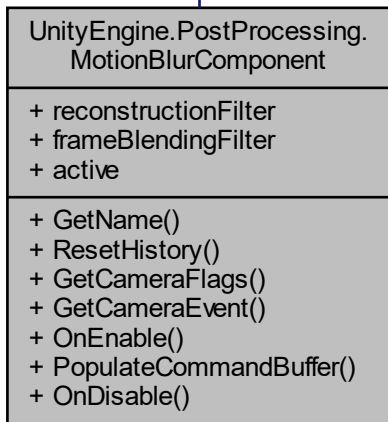 UnityEngine.PostProcessing.
MotionBlurComponent
+ reconstructionFilter
+ frameBlendingFilter
+ active
+ GetName()
+ ResetHistory()
+ GetCameraFlags()
+ GetCameraEvent()
+ OnEnable()
+ PopulateCommandBuffer()
+ OnDisable()